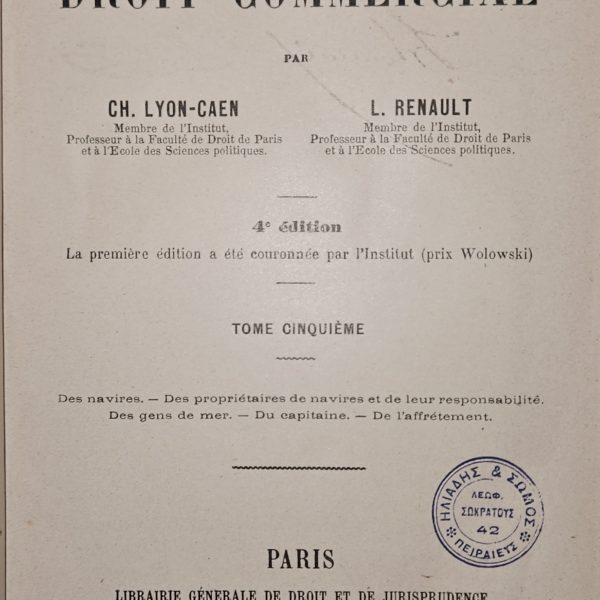 DROIT COMMERCIAL
PAR
CH. LYON-CAEN
Membre de l'Institut,
Professeur à la Faculté de Droit de Paris
et à l'Ecole des Sciences politiques.
L. RENAULT
Membre de l'Institut,
Professeur à la Faculté de Droit de Paris
et à l'Ecole des Sciences politiques.
4e édition
La première édition a été couronnée par l'Institut (prix Wolowski)
TOME CINQUIÈME
Des navires. — Des propriétaires de navires et de leur responsabilité.
Des gens de mer. — Du capitaine. — De l'affrétement.
ΗΛΙΑΔΗΣ & ΣΩΜΟΣ
ΛΕΩΦ.
ΣΩΚΡΑΤΟΥΣ
42
ΠΕΙΡΑΙΕΥΣ
PARIS
LIBRAIRIE GÉNERALE DE DROIT ET DE JURISPRUDENCE